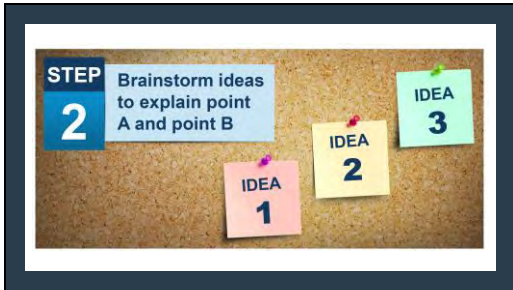 STEP
2
Brainstorm ideas
to explain point
A and point B
IDEA
1
IDEA
2
IDEA
3